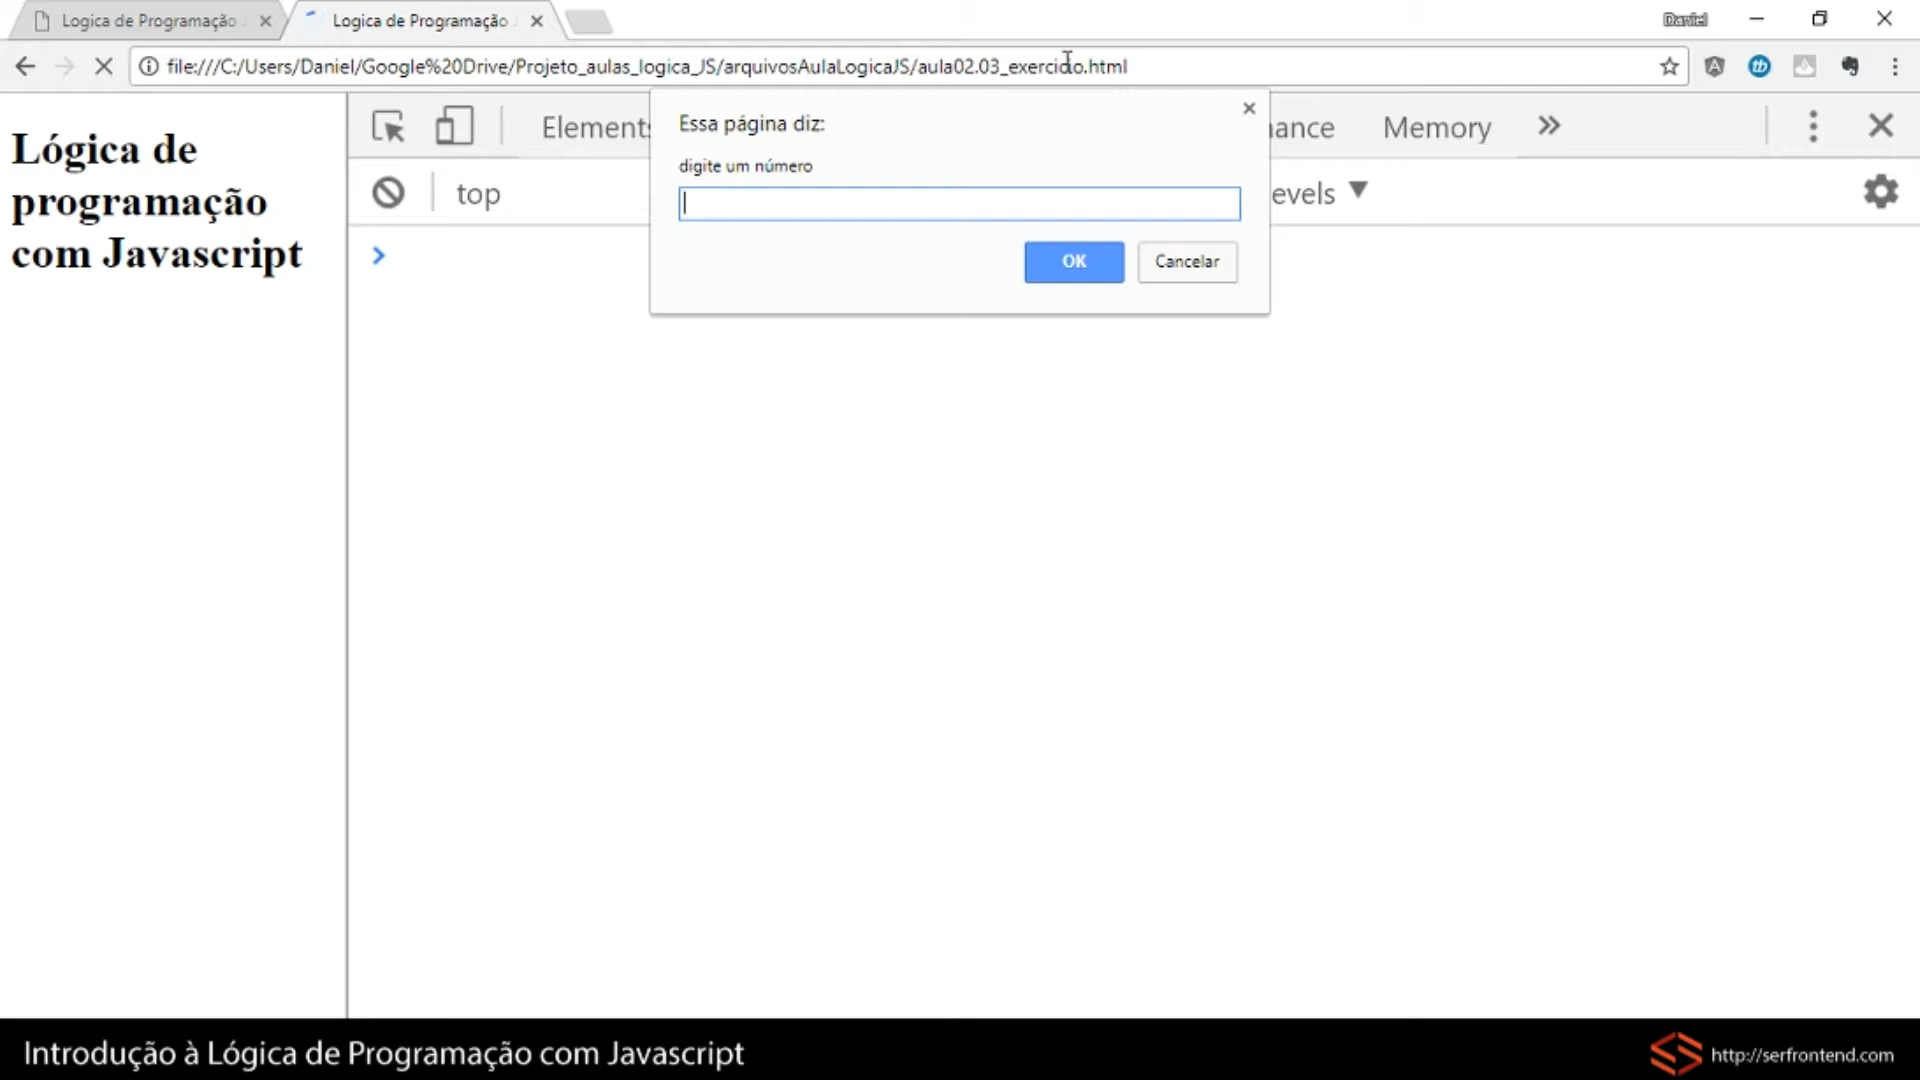 Logica de Programação
Logica de Programação
Daniel
file:///C:/Users/Daniel/Google%20Drive/Projeto_aulas_logica_JS/arquivosAulaLogicaJS/aula02.03_exercicio.html
Lógica de
programação
com Javascript
Elements
ance
Memory
top
evels
Essa página diz:
digite um número
OK
Cancelar
Introdução à Lógica de Programação com Javascript
http://serfrontend.com